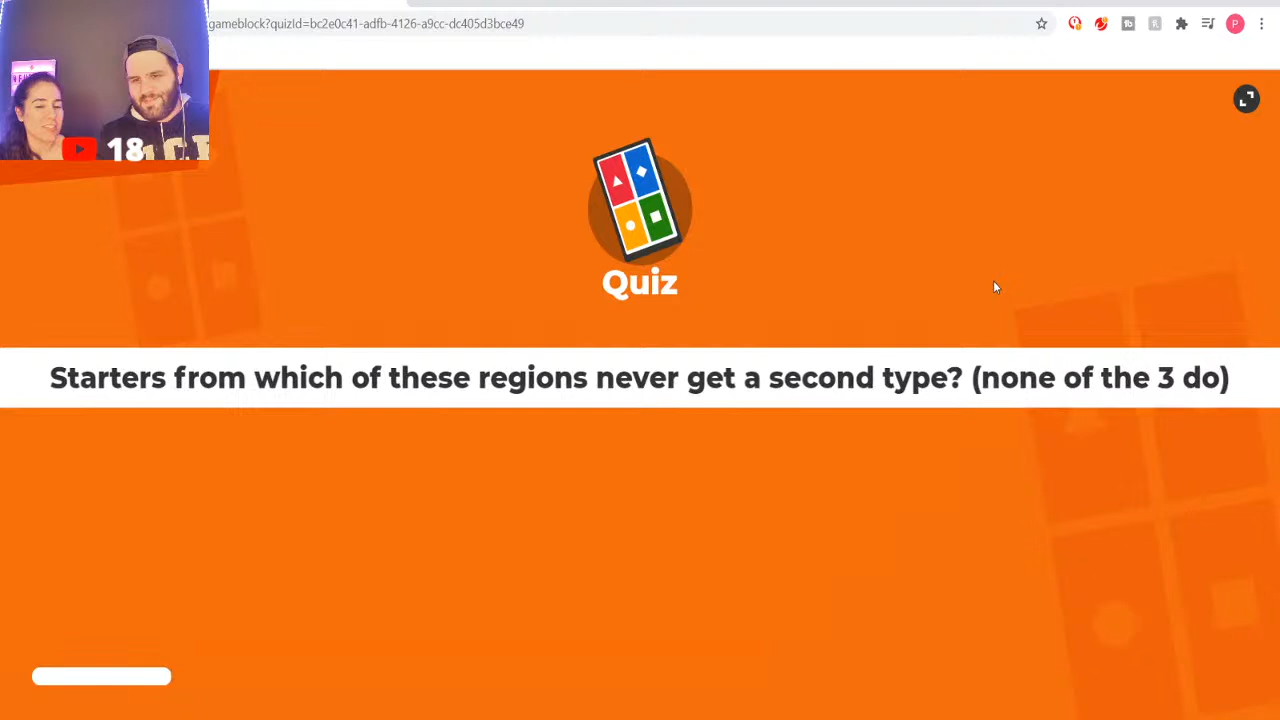 gameblock?quizId=bc2e0c41-adfb-4126-a9cc-dc405d3bce49
P
18
Quiz
Starters from which of these regions never get a second type? (none of the 3 do)